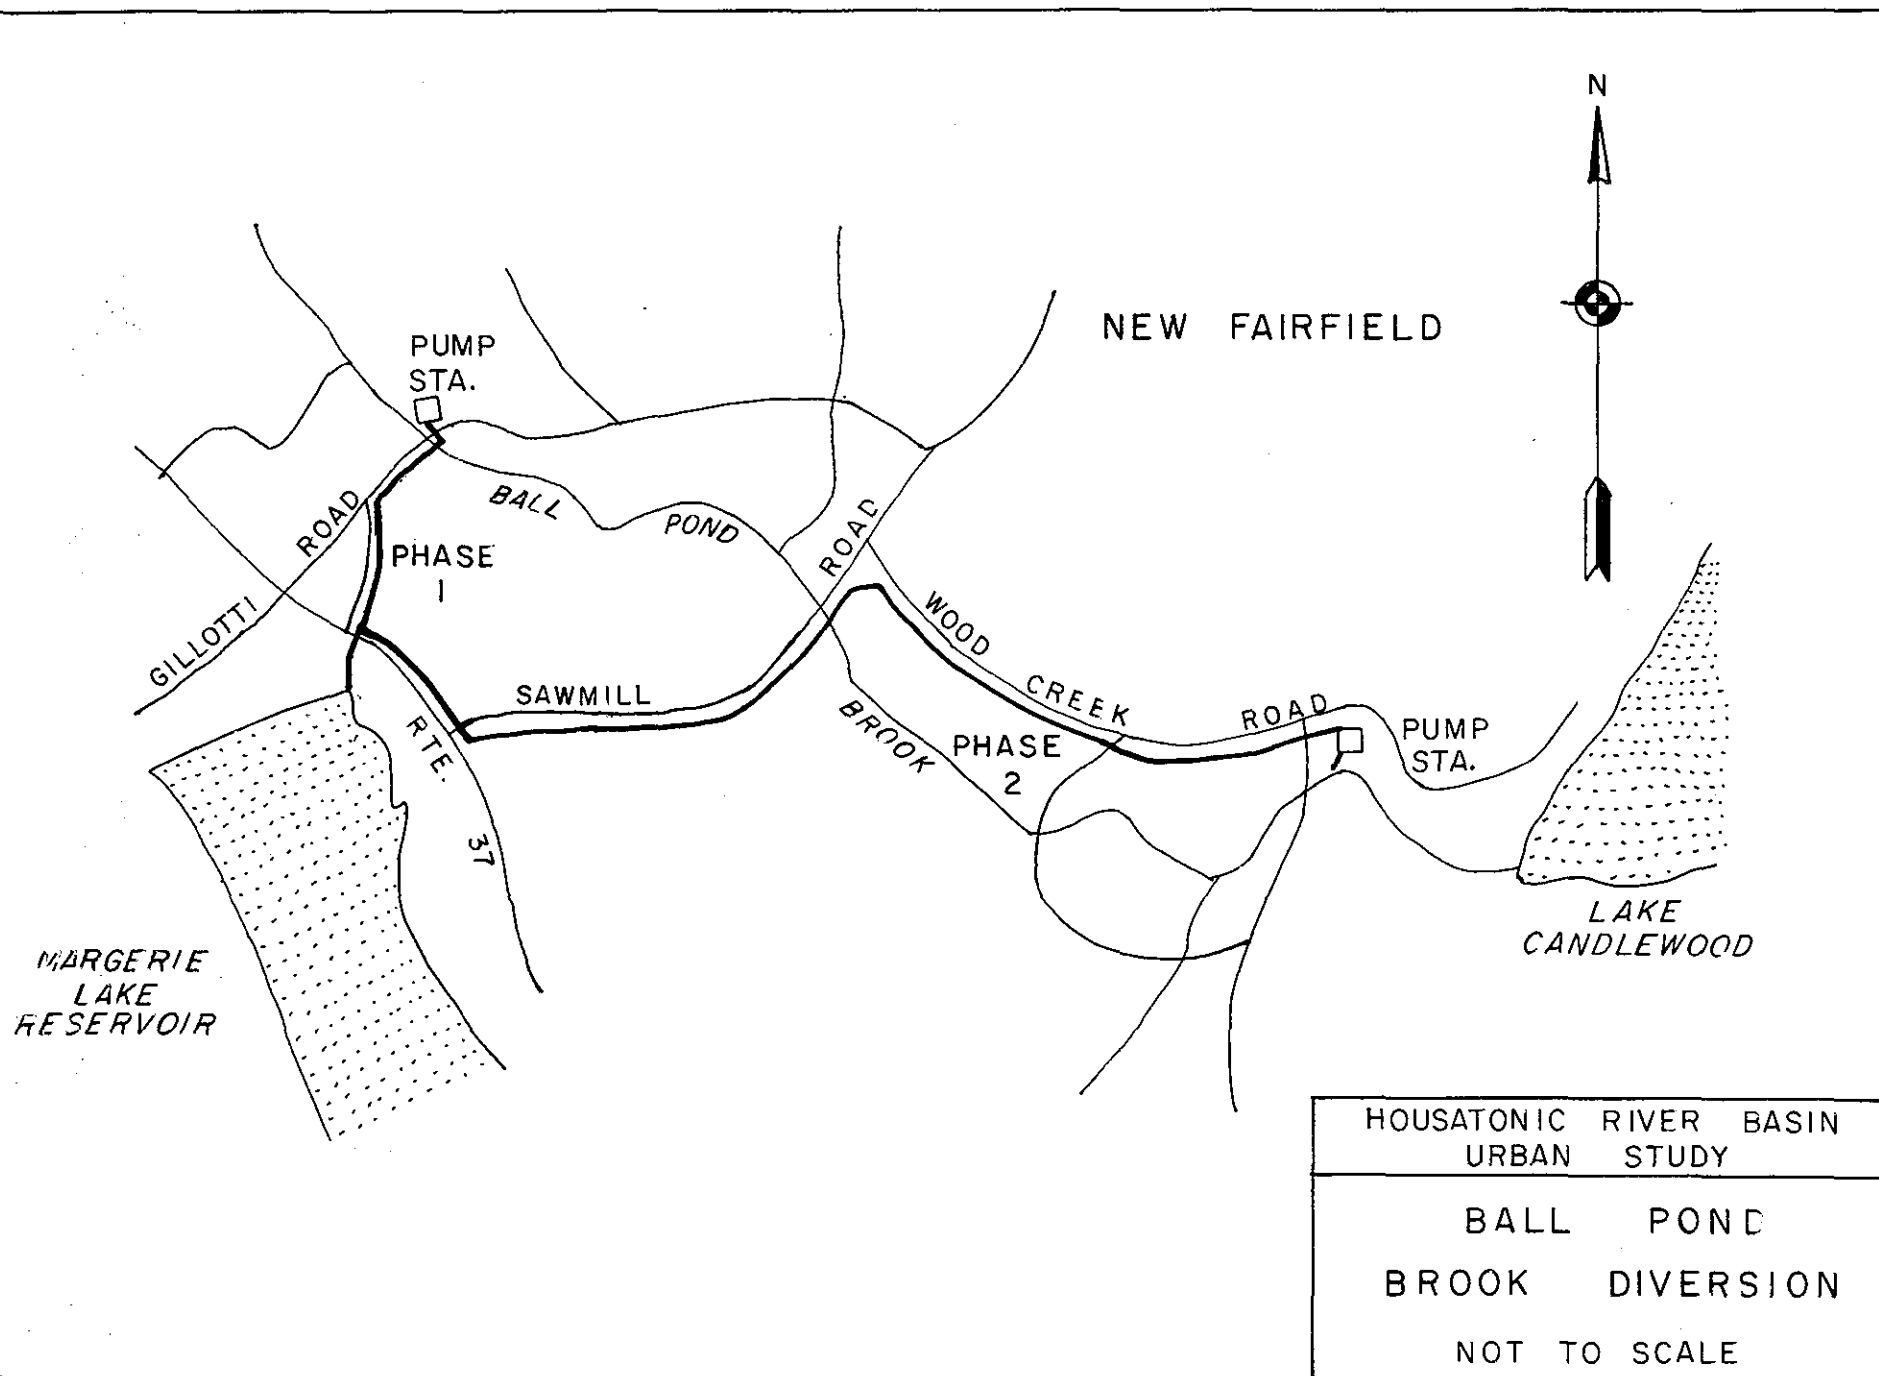 N
NEW FAIRFIELD
PUMP
STA.
BALL POND BROOK
GILLOTTI ROAD
PHASE
1
SAWMILL ROAD
WOOD CREEK ROAD
RTE. 37
PHASE
2
PUMP
STA.
MARGERIE
LAKE
RESERVOIR
LAKE
CANDLEWOOD
HOUSATONIC RIVER BASIN
URBAN STUDY
BALL POND
BROOK DIVERSION
NOT TO SCALE